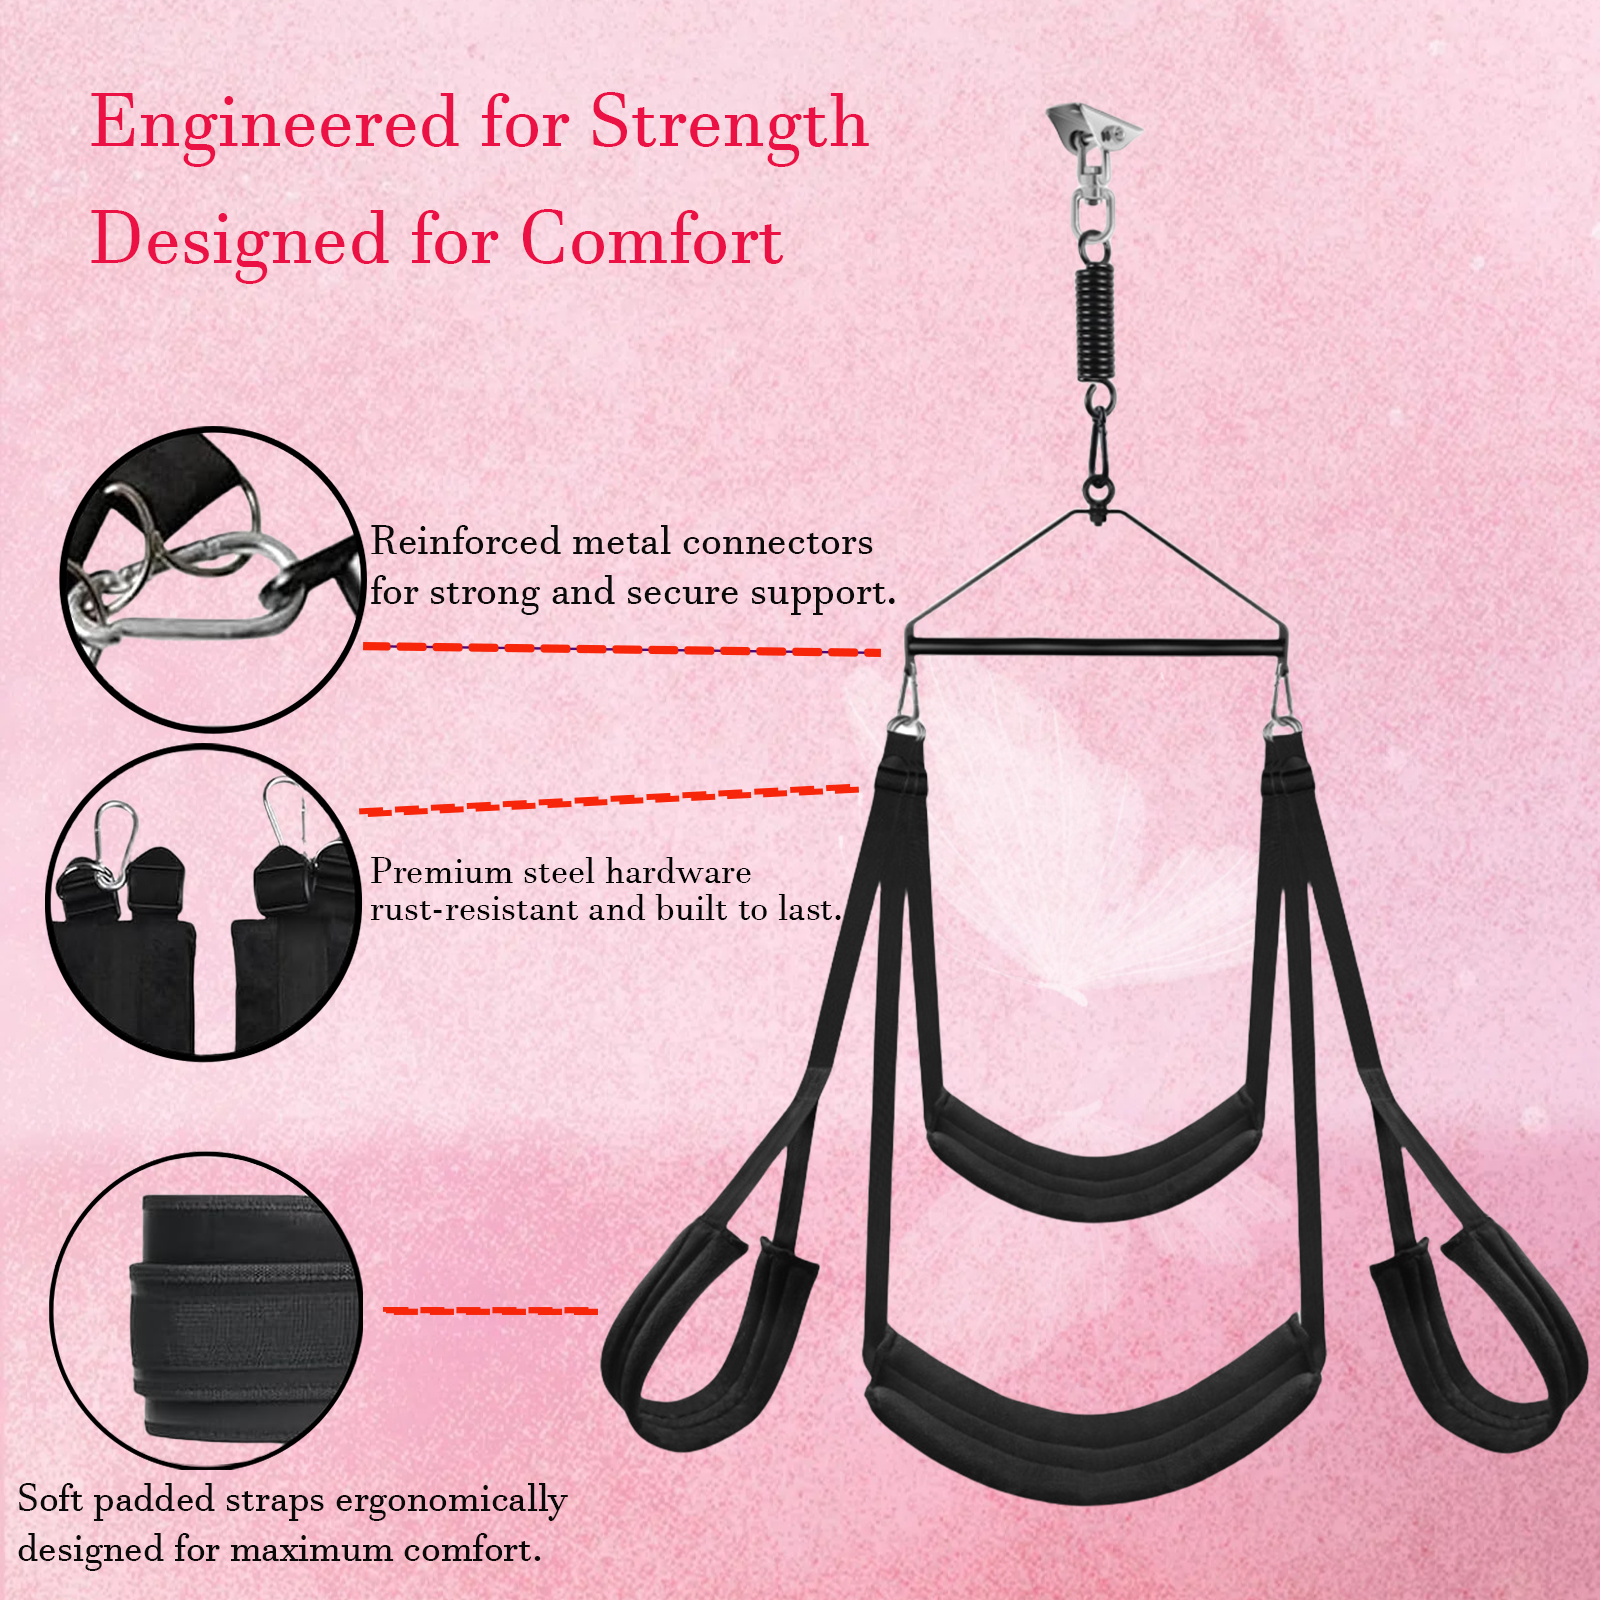 Engineered for Strength
Designed for Comfort
Reinforced metal connectors
for strong and secure support.
Premium steel hardware
rust-resistant and built to last.
Soft padded straps ergonomically
designed for maximum comfort.